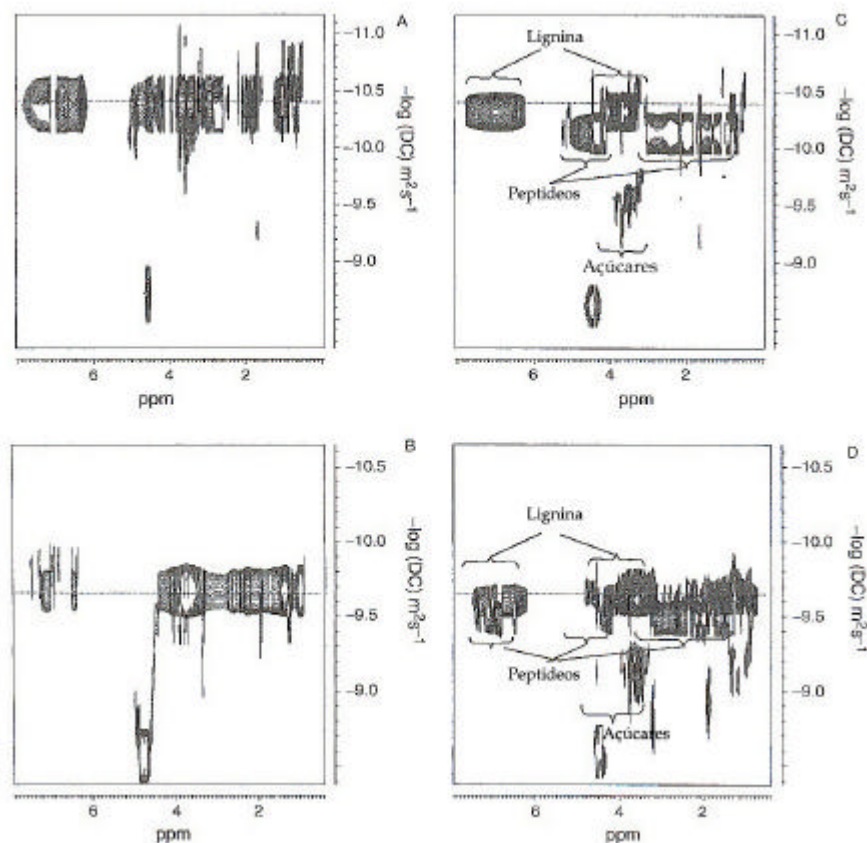 A
–11.0
–10.5
–10.0
–9.5
–9.0
–log (DC) m²s⁻¹
6
4
2
ppm
C
Lignina
Peptídeos
Açúcares
–11.0
–10.5
–10.0
–9.5
–9.0
–log (DC) m²s⁻¹
6
4
2
ppm
B
–10.5
–10.0
–9.5
–9.0
–log (DC) m²s⁻¹
6
4
2
ppm
D
Lignina
Peptídeos
Açúcares
–10.5
–10.0
–9.5
–9.0
–log (DC) m²s⁻¹
6
4
2
ppm